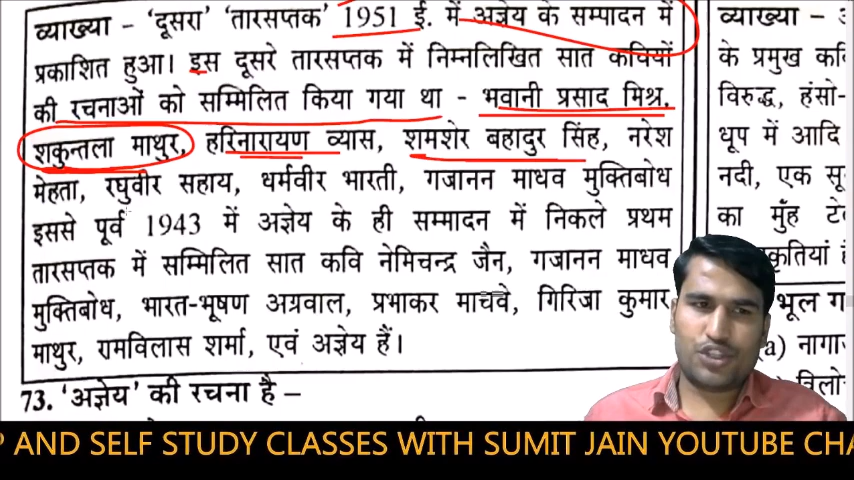 व्याख्या - 'दूसरा' 'तारसप्तक' 1951 ई. में अज्ञेय के सम्पादन में
प्रकाशित हुआ। इस दूसरे तारसप्तक में निम्नलिखित सात कवियों
की रचनाओं को सम्मिलित किया गया था - भवानी प्रसाद मिश्र,
शकुन्तला माथुर, हरिनारायण व्यास, शमशेर बहादुर सिंह, नरेश
मेहता, रघुवीर सहाय, धर्मवीर भारती, गजानन माधव मुक्तिबोध
इससे पूर्व 1943 में अज्ञेय के ही सम्पादन में निकले प्रथम
तारसप्तक में सम्मिलित सात कवि नेमिचन्द्र जैन, गजानन माधव
मुक्तिबोध, भारत-भूषण अग्रवाल, प्रभाकर माचवे, गिरिजा कुमार
माथुर, रामविलास शर्मा, एवं अज्ञेय हैं।
73. 'अज्ञेय' की रचना है –
व्याख्या -
के प्रमुख
विरुद्ध, हंसो-
धूप में आदि
नदी, एक
का मुँह
भूल
AND SELF STUDY CLASSES WITH SUMIT JAIN YOUTUBE